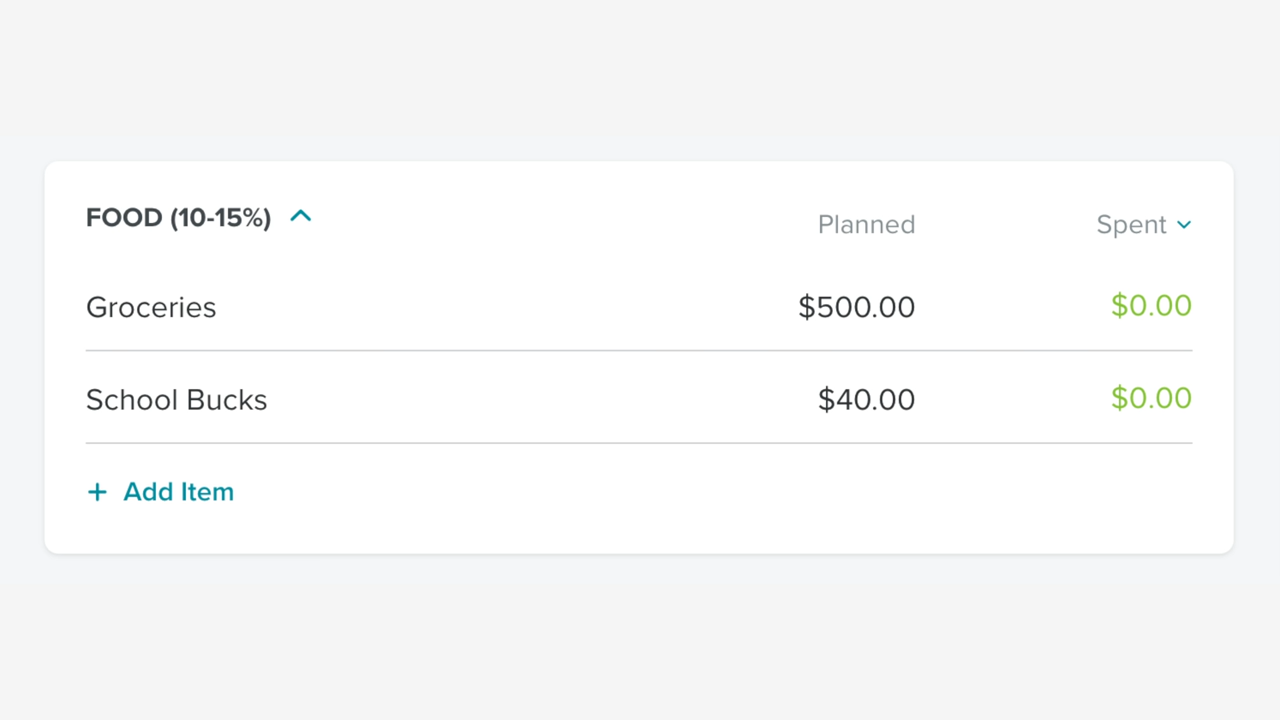 FOOD (10-15%) Planned Spent
Groceries $500.00 $0.00
School Bucks $40.00 $0.00
+ Add Item